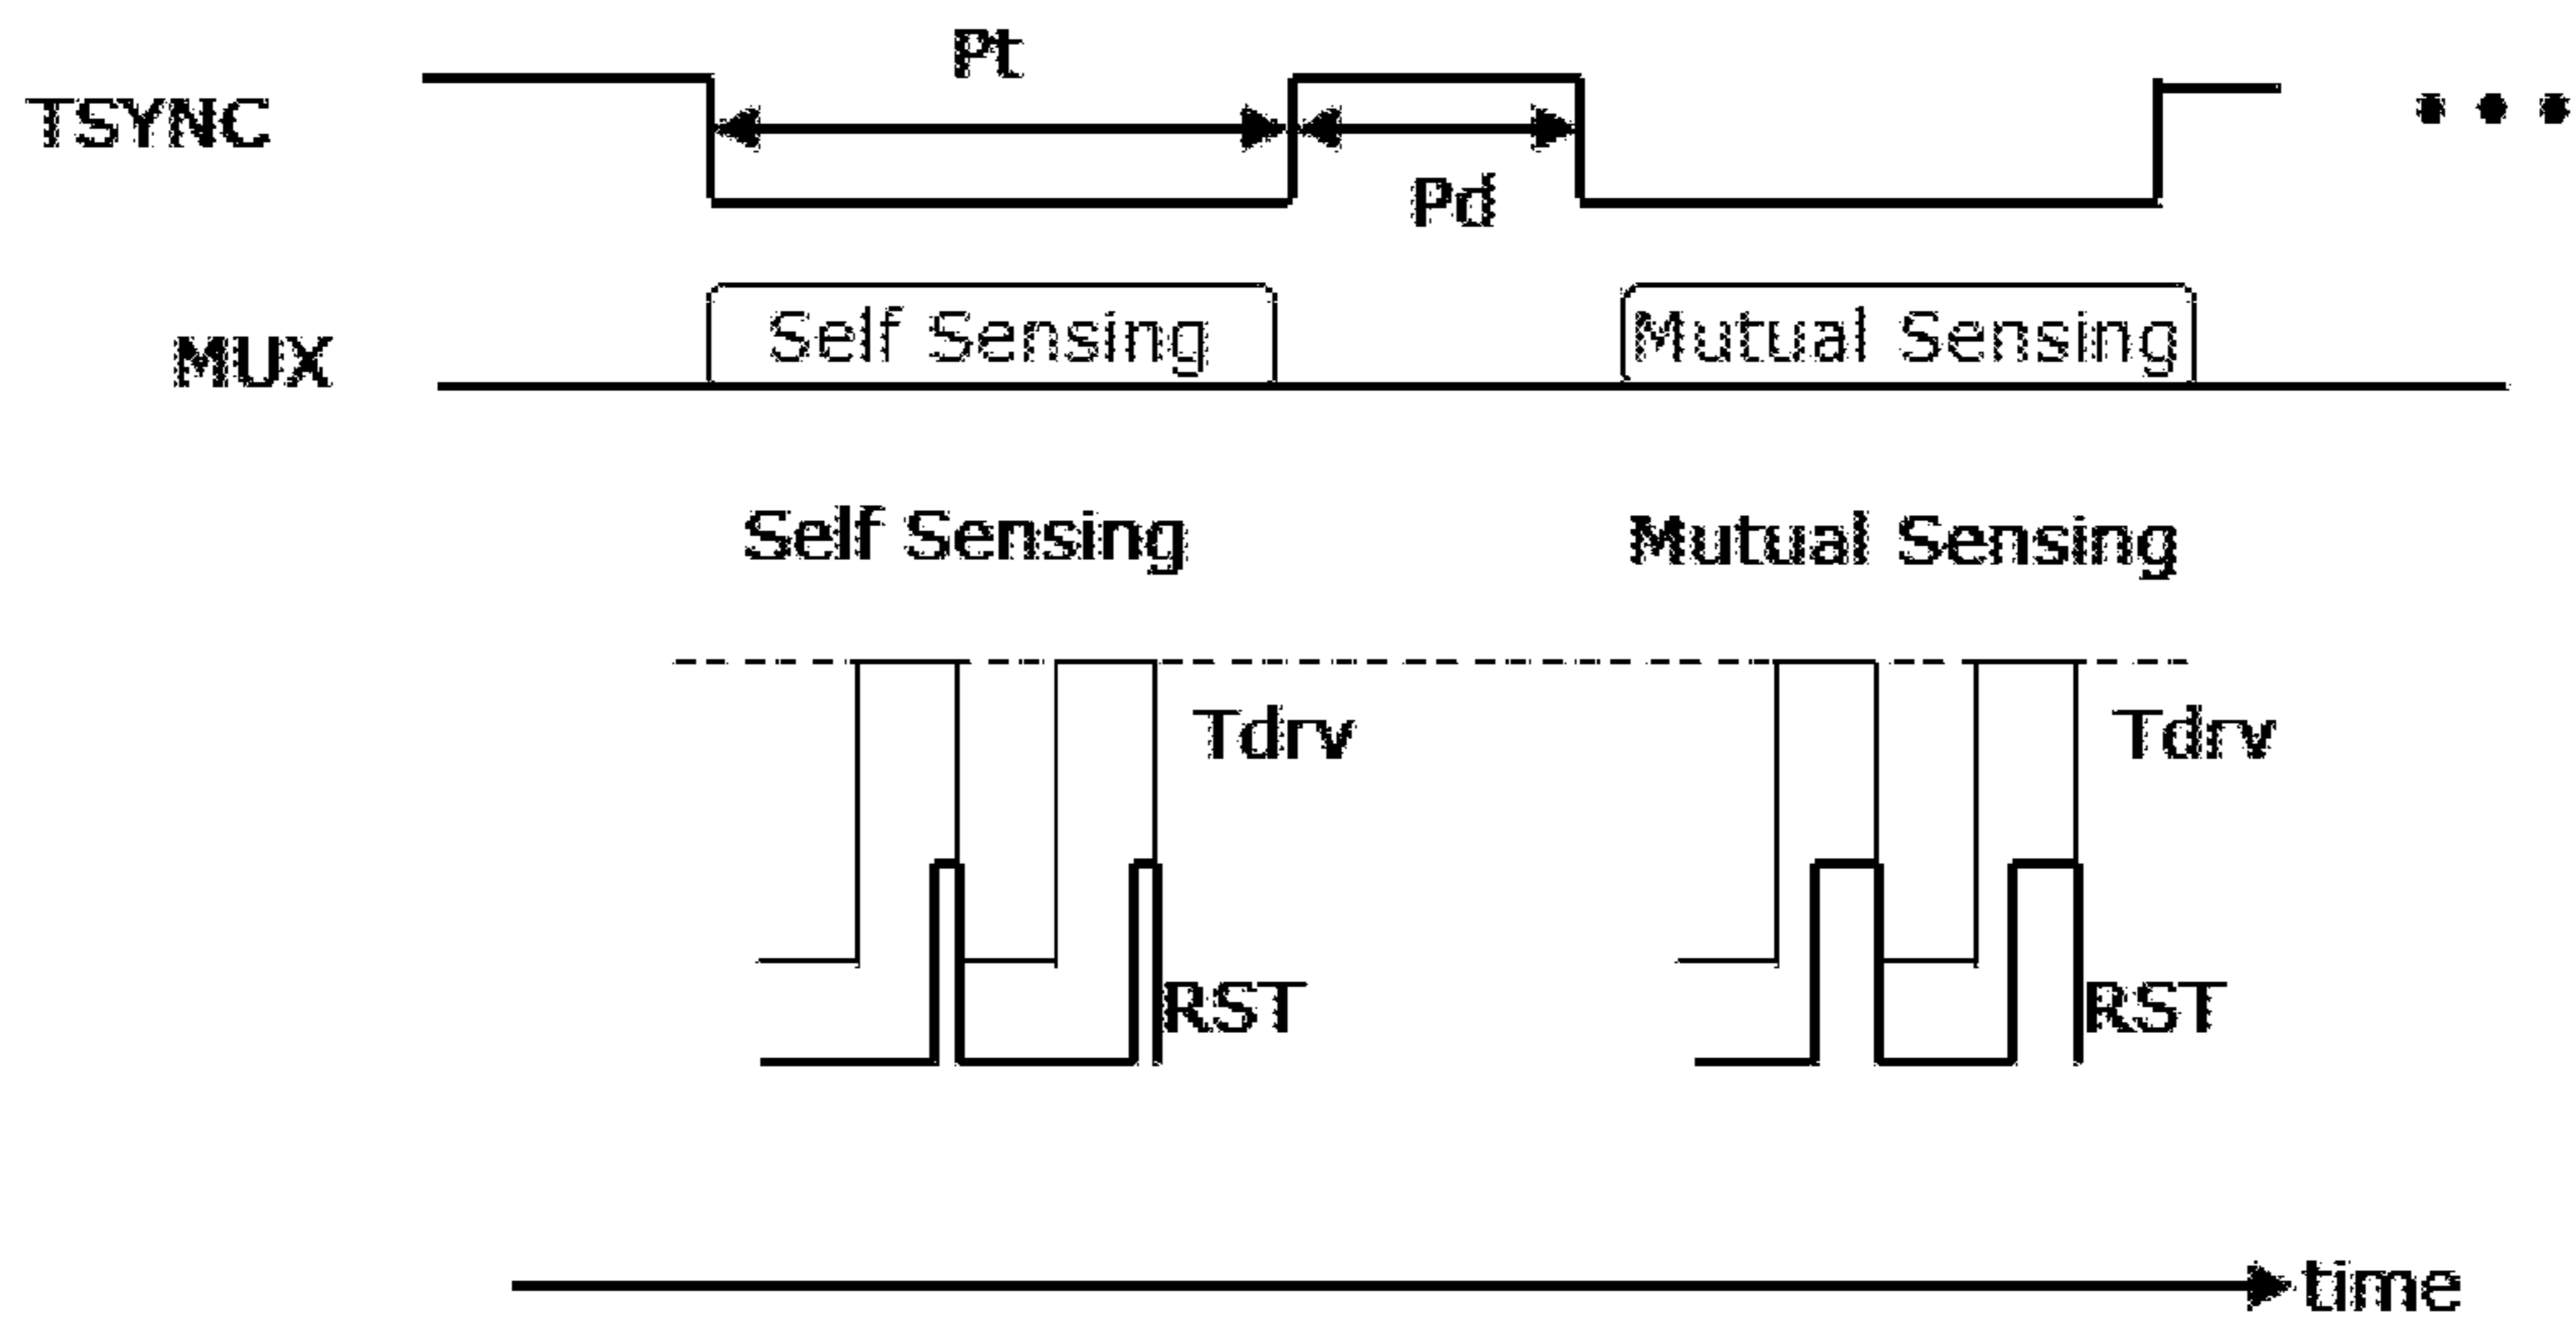 Pt
TSYNC
Pd
MUX
Self Sensing
Mutual Sensing
Self Sensing
Mutual Sensing
Tdrv
Tdrv
RST
RST
time